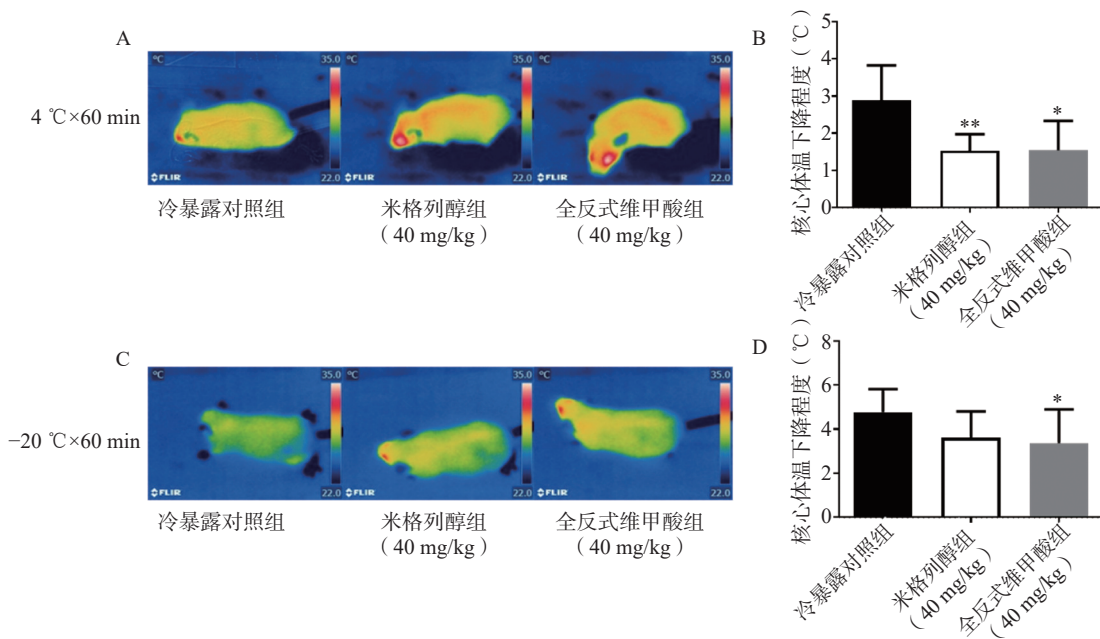 A
4 ℃×60 min
℃
35.0
22.0
◆FLIR
℃
35.0
22.0
◆FLIR
℃
35.0
22.0
◆FLIR
冷暴露对照组
米格列醇组
（40 mg/kg）
全反式维甲酸组
（40 mg/kg）
B
核心体温下降程度（℃）
5
4
3
2
1
0
**
*
冷暴露对照组
米格列醇组
（40 mg/kg）
全反式维甲酸组
（40 mg/kg）
C
−20 ℃×60 min
℃
35.0
22.0
◆FLIR
℃
35.0
22.0
◆FLIR
℃
35.0
22.0
◆FLIR
冷暴露对照组
米格列醇组
（40 mg/kg）
全反式维甲酸组
（40 mg/kg）
D
核心体温下降程度（℃）
8
6
4
2
0
*
冷暴露对照组
米格列醇组
（40 mg/kg）
全反式维甲酸组
（40 mg/kg）